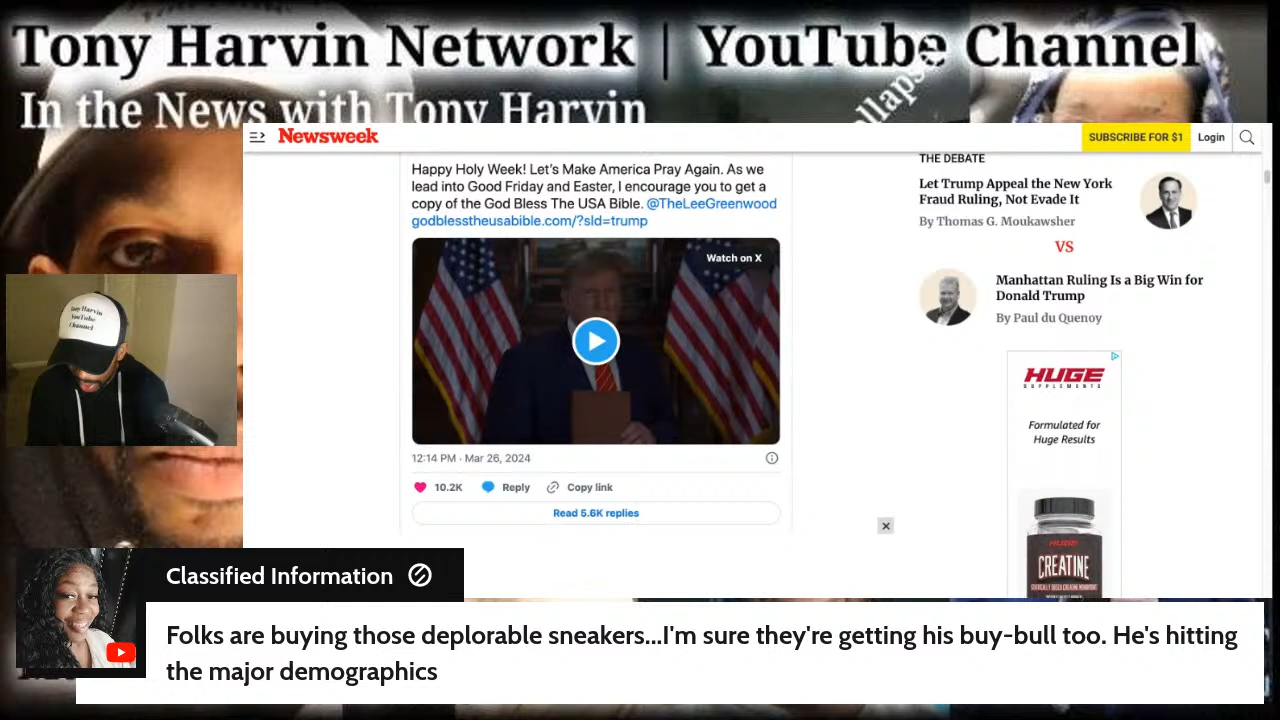 Tony Harvin Network | YouTube Channel
In the News with Tony Harvin
ollapse
Newsweek
SUBSCRIBE FOR $1
Login
Happy Holy Week! Let's Make America Pray Again. As we
lead into Good Friday and Easter, I encourage you to get a
copy of the God Bless The USA Bible. @TheLeeGreenwood
godblesstheusabible.com/?sld=trump
Watch on X
12:14 PM · Mar 26, 2024
10.2K
Reply
Copy link
Read 5.6K replies
THE DEBATE
Let Trump Appeal the New York
Fraud Ruling, Not Evade It
By Thomas G. Moukawsher
VS
Manhattan Ruling Is a Big Win for
Donald Trump
By Paul du Quenoy
HUGE
SUPPLEMENTS
Formulated for
Huge Results
HUGE
CREATINE
Tony Harvin
YouTube
Channel
Classified Information
Folks are buying those deplorable sneakers...I'm sure they're getting his buy-bull too. He's hitting
the major demographics